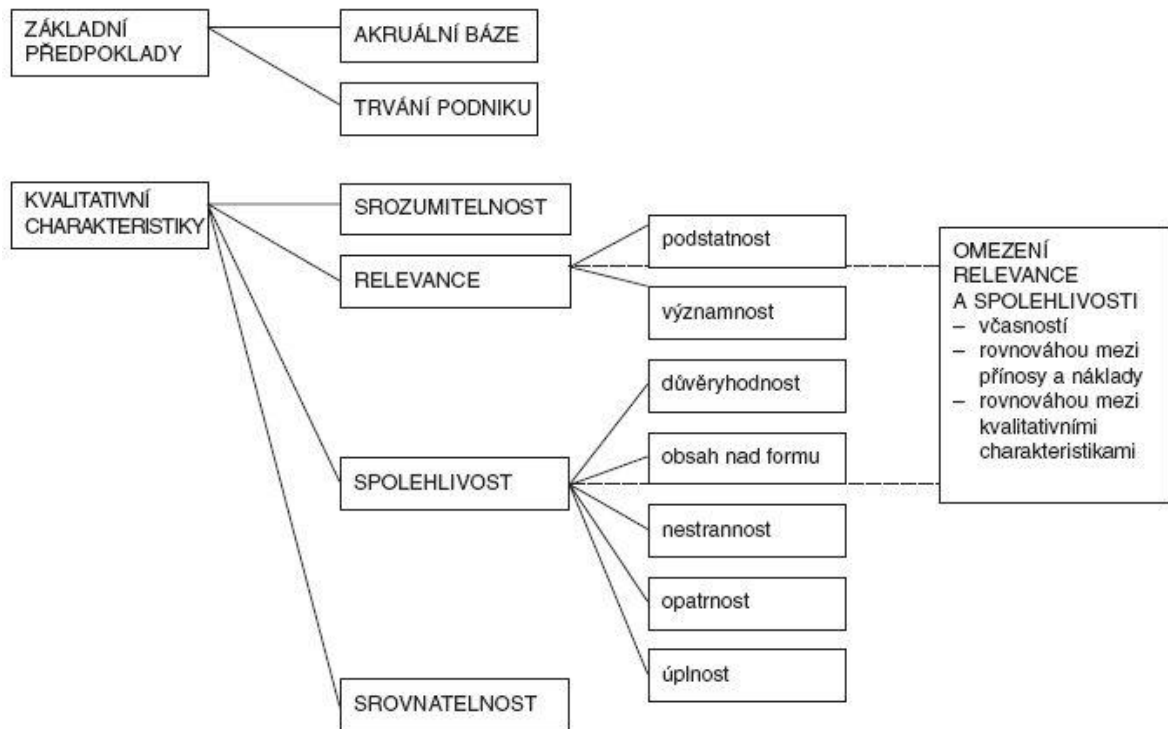 ZÁKLADNÍ
PŘEDPOKLADY
AKRUÁLNÍ BÁZE
TRVÁNÍ PODNIKU
KVALITATIVNÍ
CHARAKTERISTIKY
SROZUMITELNOST
RELEVANCE
podstatnost
významnost
OMEZENÍ
RELEVANCE
A SPOLEHLIVOSTI
– včasností
– rovnováhou mezi
přínosy a náklady
– rovnováhou mezi
kvalitativními
charakteristikami
SPOLEHLIVOST
důvěryhodnost
obsah nad formu
nestrannost
opatrnost
úplnost
SROVNATELNOST